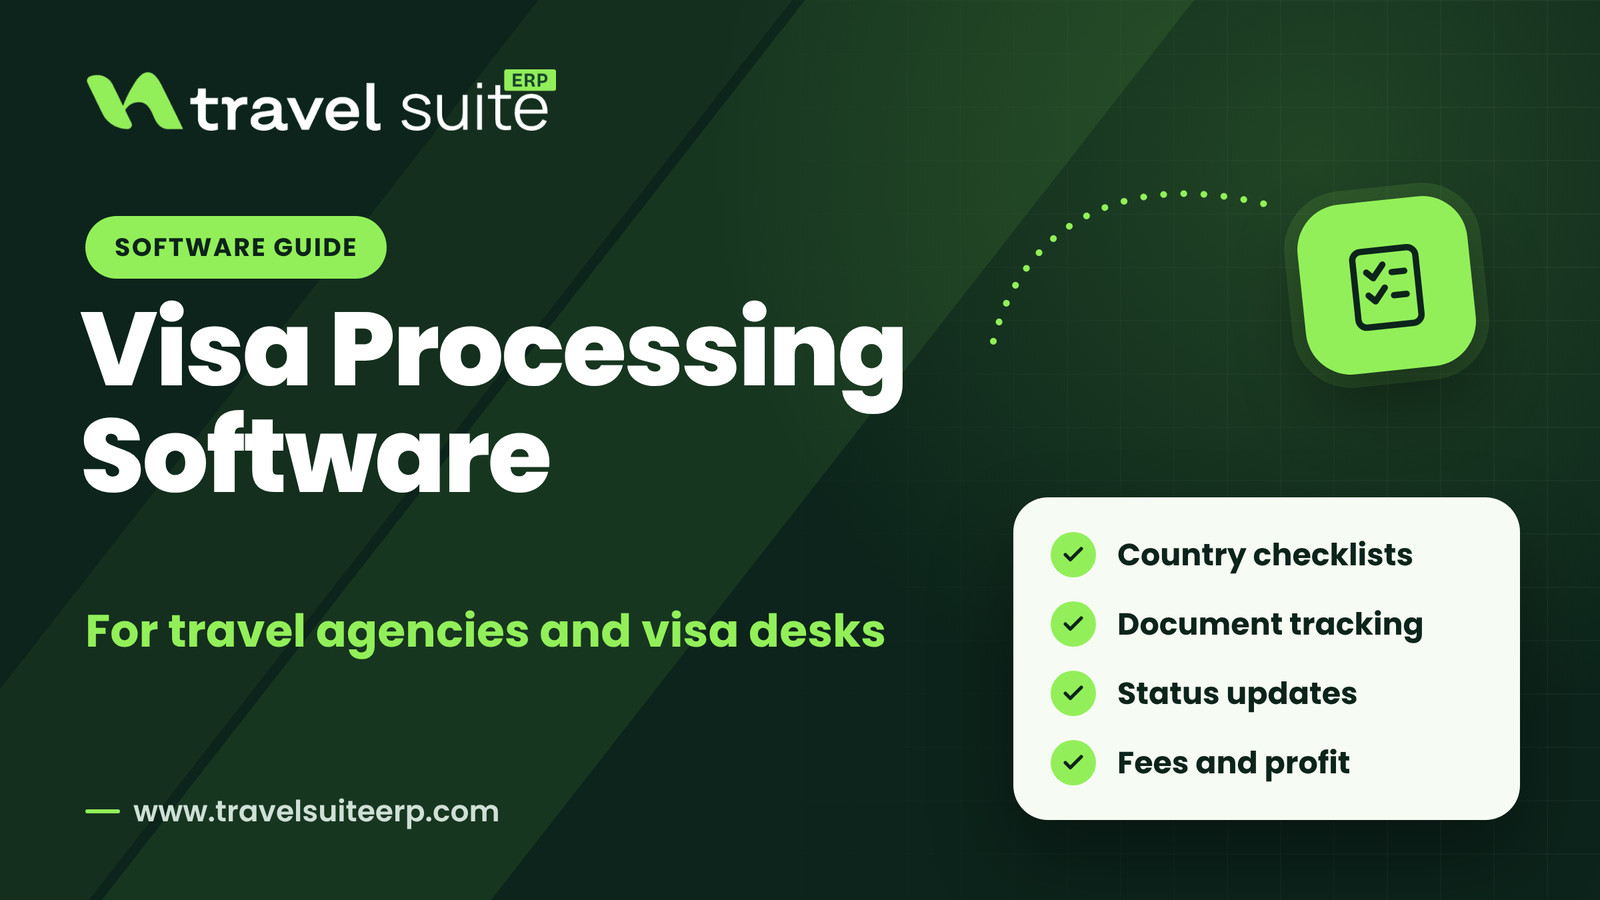 travel suite ERP
SOFTWARE GUIDE
Visa Processing
Software
For travel agencies and visa desks
www.travelsuiteerp.com
Country checklists
Document tracking
Status updates
Fees and profit